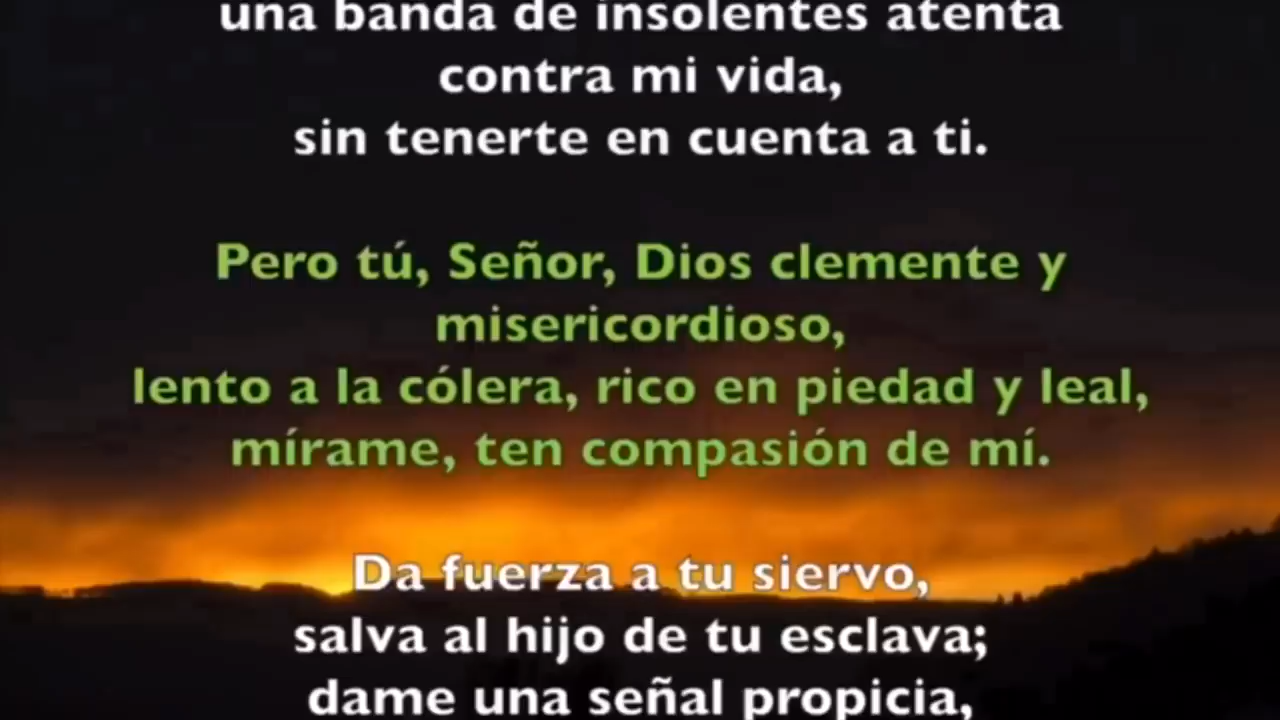 una banda de insolentes atenta
contra mi vida,
sin tenerte en cuenta a ti.
Pero tú, Señor, Dios clemente y
misericordioso,
lento a la cólera, rico en piedad y leal,
mírame, ten compasión de mí.
Da fuerza a tu siervo,
salva al hijo de tu esclava;
dame una señal propicia,